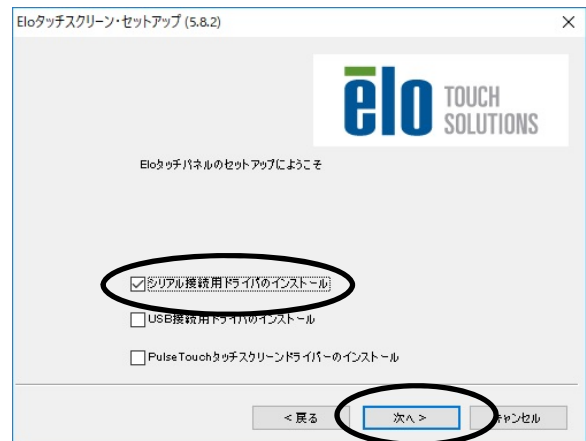 Eloタッチスクリーン・セットアップ (5.8.2)
elo TOUCH SOLUTIONS
Eloタッチパネルのセットアップにようこそ
シリアル接続用ドライバのインストール
USB接続用ドライバのインストール
PulseTouchタッチスクリーンドライバーのインストール
< 戻る 次へ > キャンセル